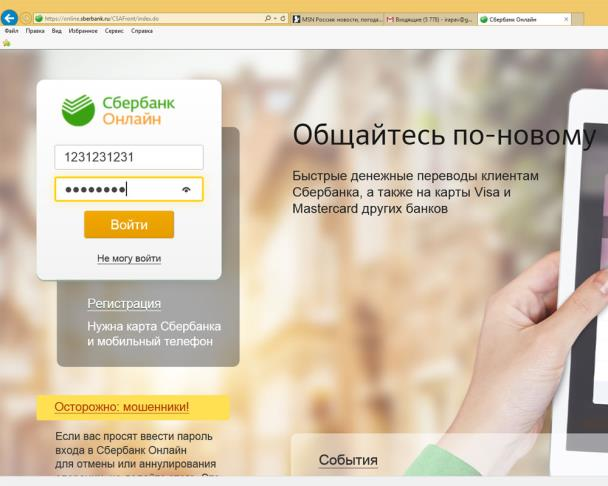 https://online.sberbank.ru/CSAFront/index.do
MSN Россия: новости, погода...
Входящие (3 778) - irapav@g...
Сбербанк Онлайн
Файл Правка Вид Избранное Сервис Справка
Сбербанк
Онлайн
1231231231
Войти
Не могу войти
Регистрация
Нужна карта Сбербанка
и мобильный телефон
Общайтесь по-новому
Быстрые денежные переводы клиентам
Сбербанка, а также на карты Visa и
Mastercard других банков
Осторожно: мошенники!
Если вас просят ввести пароль
входа в Сбербанк Онлайн
для отмены или аннулирования
События